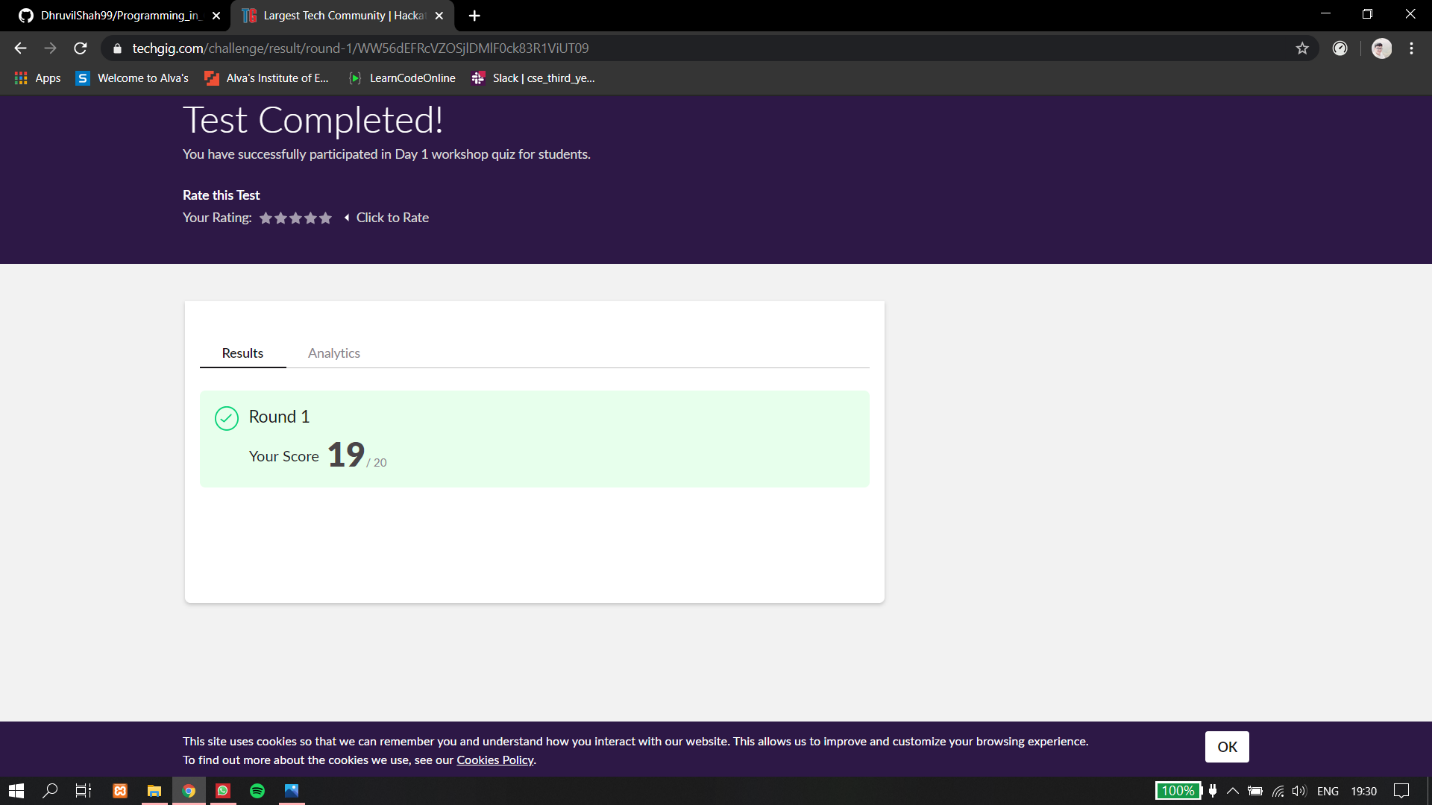 DhruvilShah99/Programming_in_
Largest Tech Community | Hacka
techgig.com/challenge/result/round-1/WW56dEFRcVZOSjlDMlF0ck83R1ViUT09
Apps
Welcome to Alva's
Alva's Institute of E...
LearnCodeOnline
Slack | cse_third_ye...
Test Completed!
You have successfully participated in Day 1 workshop quiz for students.
Rate this Test
Your Rating:
Click to Rate
Results
Analytics
Round 1
Your Score 19 / 20
This site uses cookies so that we can remember you and understand how you interact with our website. This allows us to improve and customize your browsing experience.
To find out more about the cookies we use, see our Cookies Policy.
OK
100%
ENG
19:30